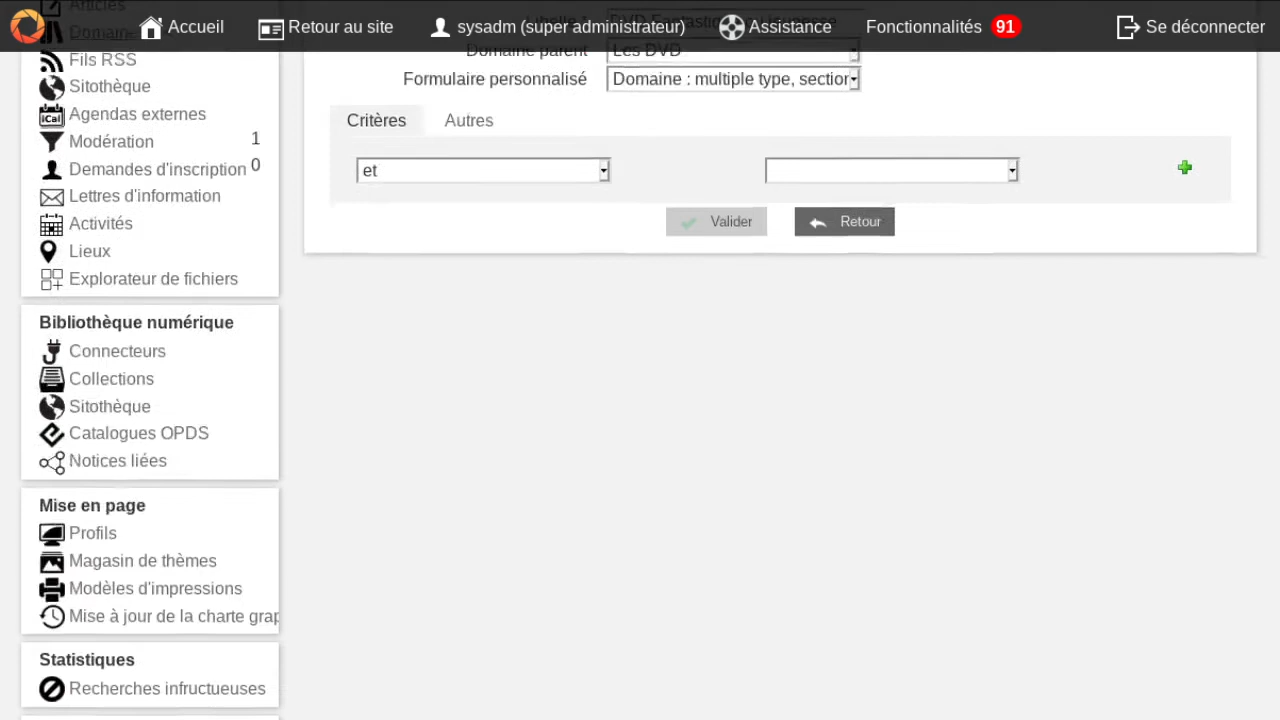 Articles
Domaine
Accueil
Retour au site
sysadm (super administrateur)
Assistance
Fonctionnalités 91
Se déconnecter
Fils RSS
Sitothèque
Agendas externes
Modération 1
Demandes d'inscription 0
Lettres d'information
Activités
Lieux
Explorateur de fichiers
Bibliothèque numérique
Connecteurs
Collections
Sitothèque
Catalogues OPDS
Notices liées
Mise en page
Profils
Magasin de thèmes
Modèles d'impressions
Mise à jour de la charte grap
Statistiques
Recherches infructueuses
Domaine parent Les DVD
Formulaire personnalisé Domaine : multiple type, section
Critères Autres
et
Valider Retour